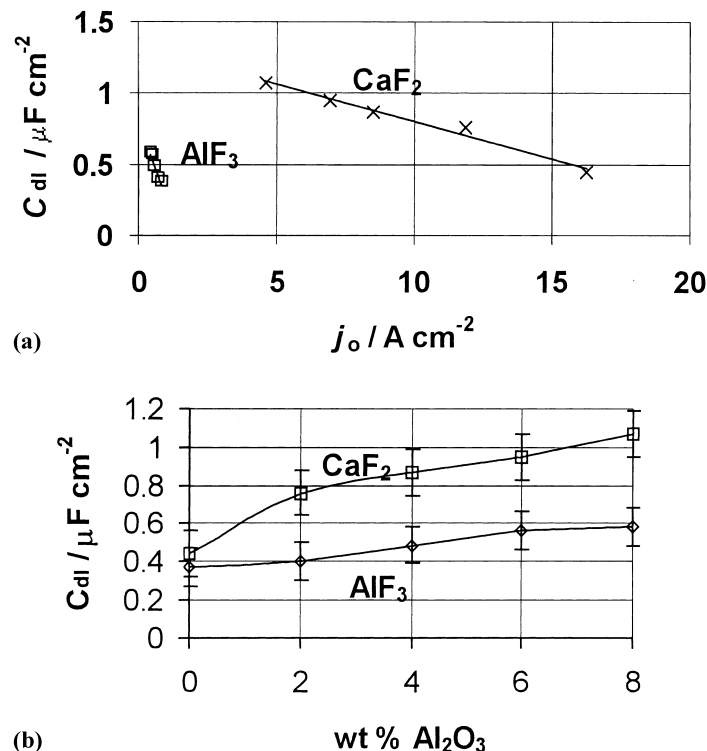 1.5
1
0.5
0
C dl / µF cm-2
CaF2
AlF3
0 5 10 15 20
(a)
jo / A cm-2
1.2
1
0.8
0.6
0.4
0.2
0
Cdl / µF cm-2
CaF2
AlF3
0 2 4 6 8
(b)
wt % Al2O3